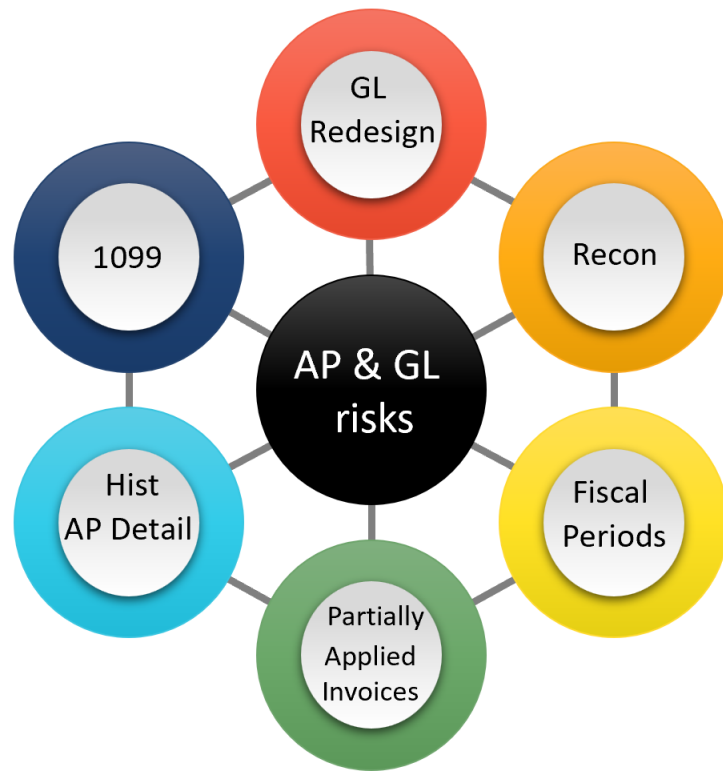 GL
Redesign
Recon
Fiscal
Periods
Partially
Applied
Invoices
Hist
AP Detail
1099
AP & GL
risks